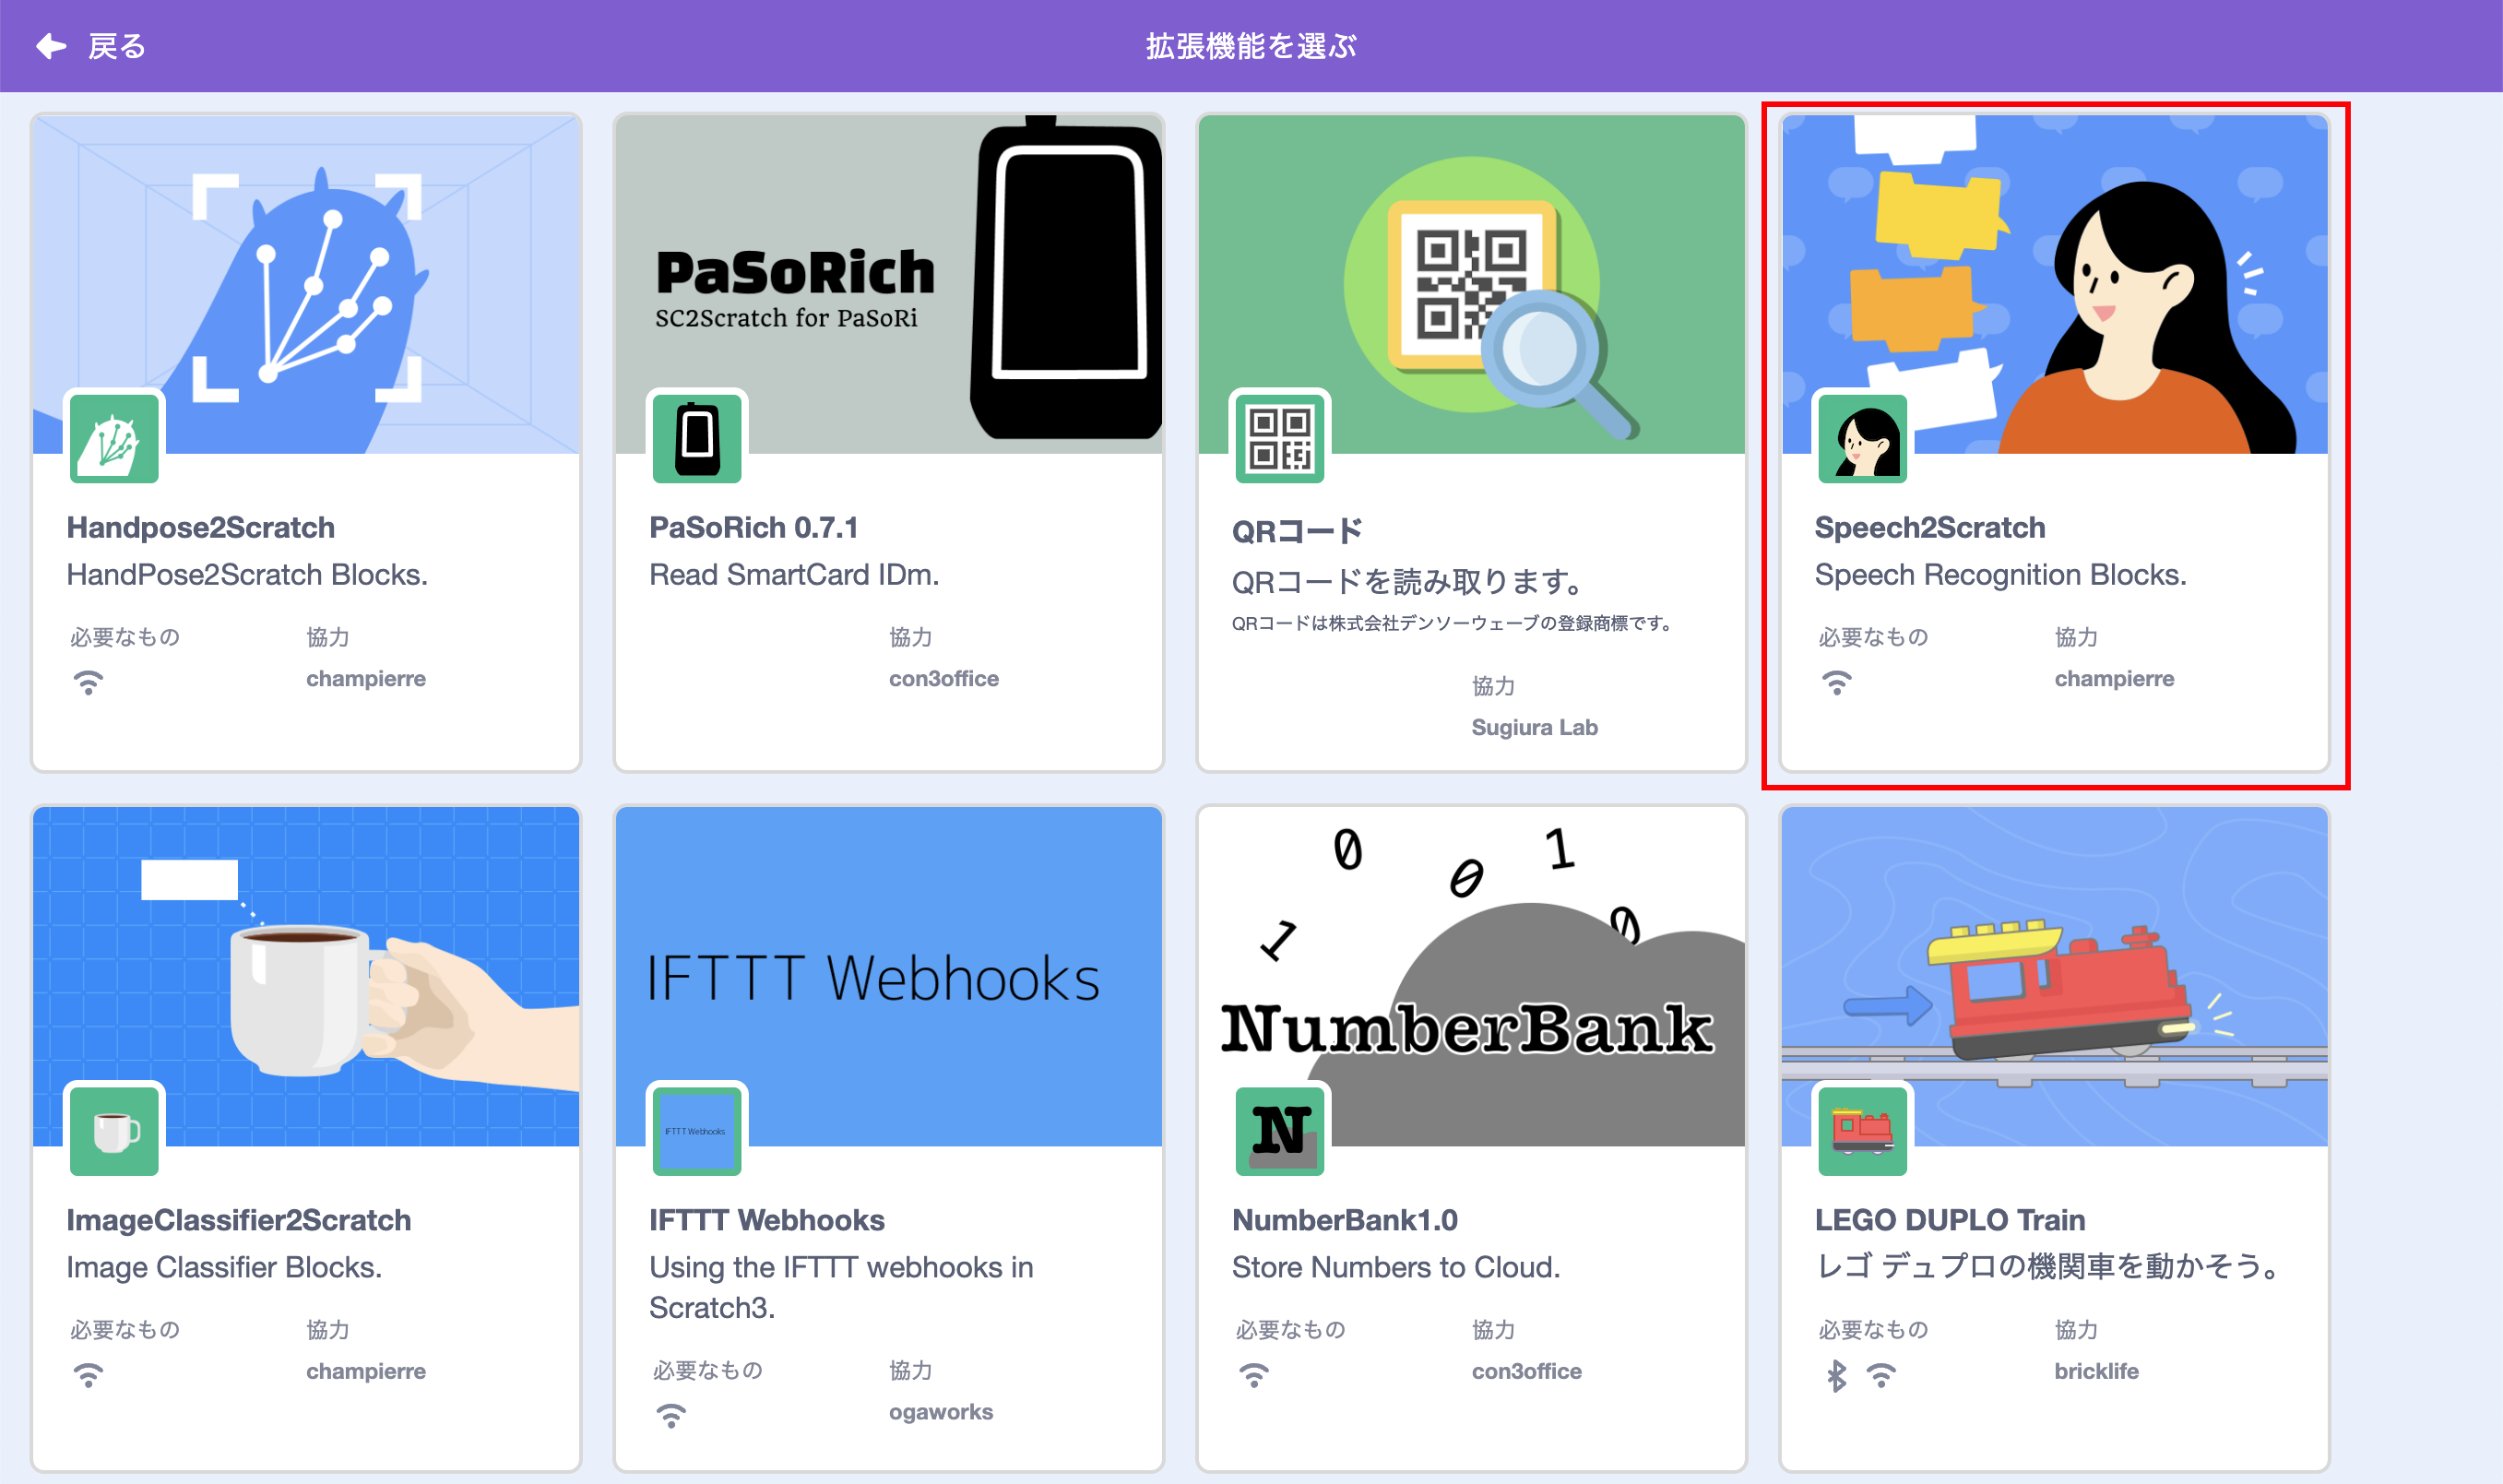 戻る
拡張機能を選ぶ
PaSoRich
SC2Scratch for PaSoRi
Handpose2Scratch
HandPose2Scratch Blocks.
必要なもの
協力
champierre
PaSoRich 0.7.1
Read SmartCard IDm.
協力
con3office
QRコード
QRコードを読み取ります。
QRコードは株式会社デンソーウェーブの登録商標です。
協力
Sugiura Lab
Speech2Scratch
Speech Recognition Blocks.
必要なもの
協力
champierre
ImageClassifier2Scratch
Image Classifier Blocks.
必要なもの
協力
champierre
IFTTT Webhooks
IFTTT Webhooks
IFTTT Webhooks
Using the IFTTT webhooks in
Scratch3.
必要なもの
協力
ogaworks
0
0
1
1
0
NumberBank
N
NumberBank1.0
Store Numbers to Cloud.
必要なもの
協力
con3office
LEGO DUPLO Train
レゴ デュプロの機関車を動かそう。
必要なもの
協力
bricklife